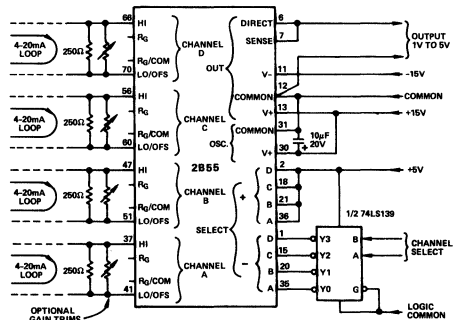 66 HI
RG
RG/COM
70 LO/OFS
4–20mA LOOP
250Ω
CHANNEL D
56 HI
RG
RG/COM
60 LO/OFS
4–20mA LOOP
250Ω
CHANNEL C
47 HI
RG
RG/COM
51 LO/OFS
4–20mA LOOP
250Ω
CHANNEL B
37 HI
RG
RG/COM
41 LO/OFS
4–20mA LOOP
250Ω
CHANNEL A
OPTIONAL
GAIN TRIMS
2B55
OUT
DIRECT 6
SENSE 7
OUTPUT
1V TO 5V
V– 11 –15V
COMMON 12 COMMON
V+ 13 +15V
OSC.
COMMON 31
10μF
20V
+
V+ 30
SELECT
+
D 2 +5V
C 18
B 21
A 36
–
D 1 Y3
C 15 Y2
B 20 Y1
A 35 Y0
1/2 74LS139
B
A
G
CHANNEL
SELECT
LOGIC
COMMON